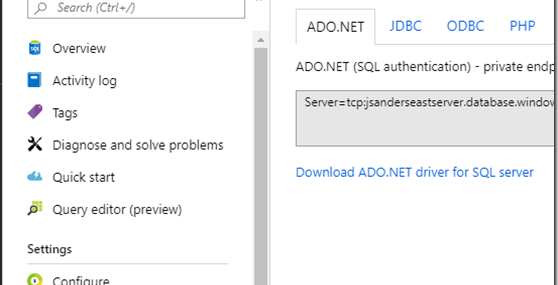 Search (Ctrl+/)
Overview
Activity log
Tags
Diagnose and solve problems
Quick start
Query editor (preview)
Settings
Configure
ADO.NET JDBC ODBC PHP
ADO.NET (SQL authentication) - private endp
Server=tcp:jsanderseastserver.database.window
Download ADO.NET driver for SQL server